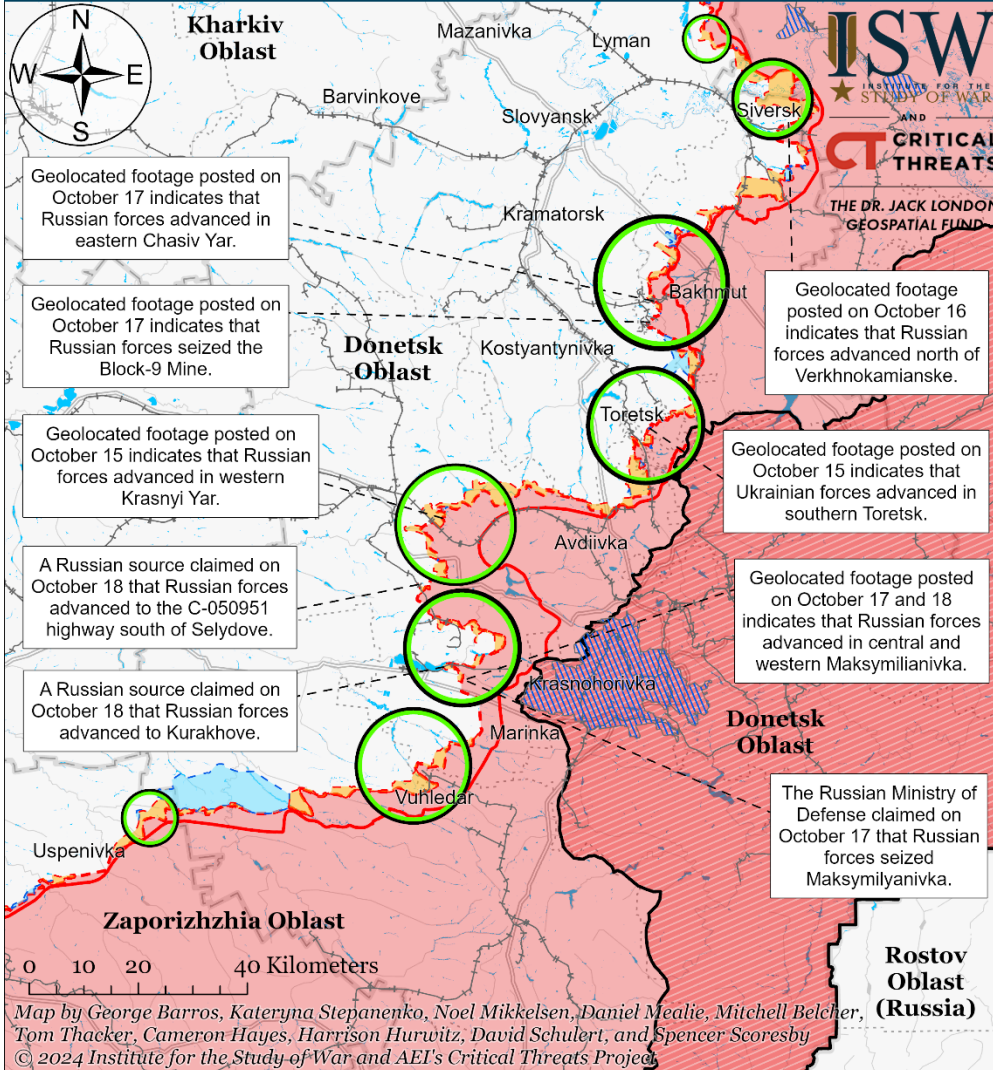 Kharkiv
Oblast
Mazanivka
Lyman
N
W
E
S
ISW
INSTITUTE FOR THE
STUDY OF WAR
AND
CT CRITICAL
THREATS
THE DR. JACK LONDON
GEOSPATIAL FUND
Barvinkove
Slovyansk
Siversk
Geolocated footage posted on
October 17 indicates that
Russian forces advanced in
eastern Chasiv Yar.
Kramatorsk
Geolocated footage posted on
October 17 indicates that
Russian forces seized the
Block-9 Mine.
Donetsk
Oblast
Kostyantynivka
Bakhmut
Geolocated footage
posted on October 16
indicates that Russian
forces advanced north of
Verkhnokamianske.
Toretsk
Geolocated footage posted on
October 15 indicates that Russian
forces advanced in western
Krasnyi Yar.
Geolocated footage posted on
October 15 indicates that
Ukrainian forces advanced in
southern Toretsk.
Avdiivka
A Russian source claimed on
October 18 that Russian forces
advanced to the C-050951
highway south of Selydove.
Geolocated footage posted
on October 17 and 18
indicates that Russian forces
advanced in central and
western Maksymilianivka.
A Russian source claimed on
October 18 that Russian forces
advanced to Kurakhove.
Krasnohorivka
Donetsk
Oblast
Marinka
Vuhledar
The Russian Ministry of
Defense claimed on
October 17 that Russian
forces seized
Maksymilyanivka.
Uspenivka
Zaporizhzhia Oblast
Rostov
Oblast
(Russia)
0 10 20 40 Kilometers
Map by George Barros, Kateryna Stepanenko, Noel Mikkelsen, Daniel Mealie, Mitchell Belcher,
Tom Thacker, Cameron Hayes, Harrison Hurwitz, David Schulert, and Spencer Scoresby
© 2024 Institute for the Study of War and AEI's Critical Threats Project